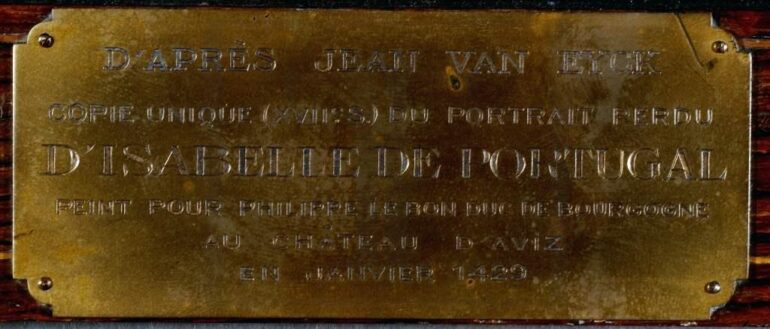 D'APRÈS JEAN VAN EYCK
COPIE UNIQUE (XVIIE S.) DU PORTRAIT PERDU
D'ISABELLE DE PORTUGAL
PEINT POUR PHILIPPE LE BON DUC DE BOURGOGNE
AU CHATEAU D'AVIZ
EN JANVIER 1429